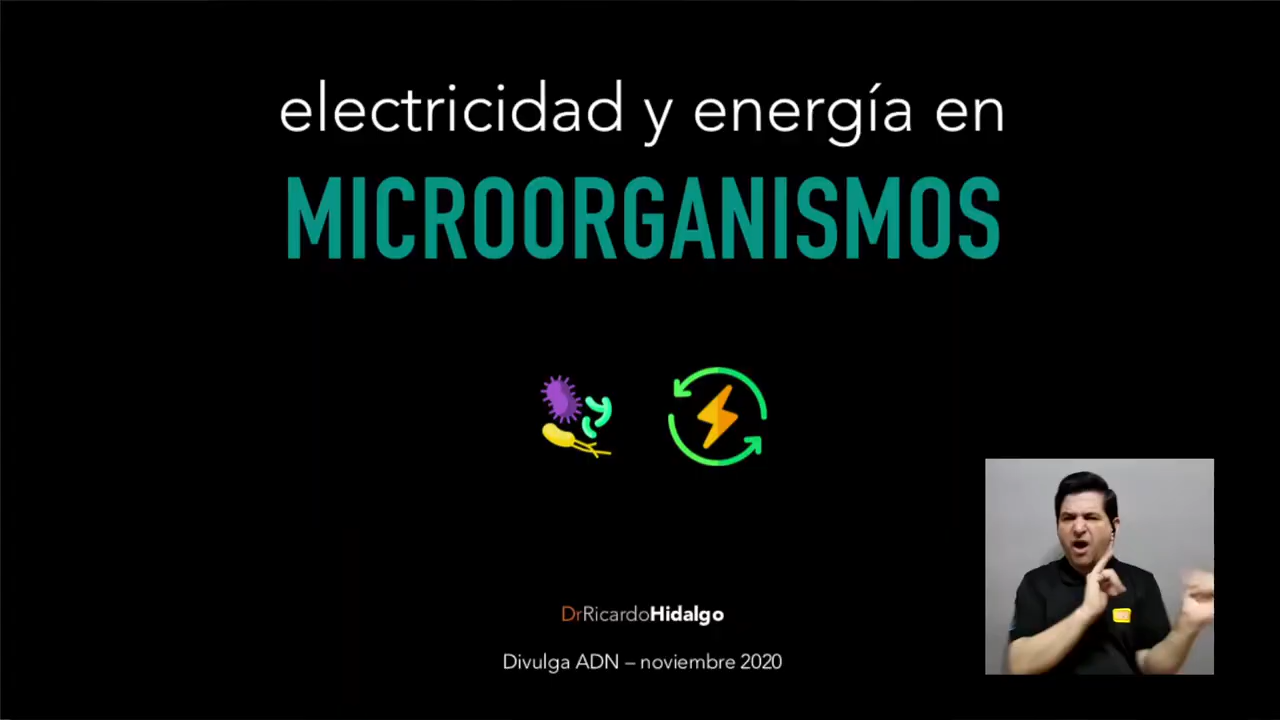 electricidad y energía en
MICROORGANISMOS
DrRicardoHidalgo
Divulga ADN – noviembre 2020